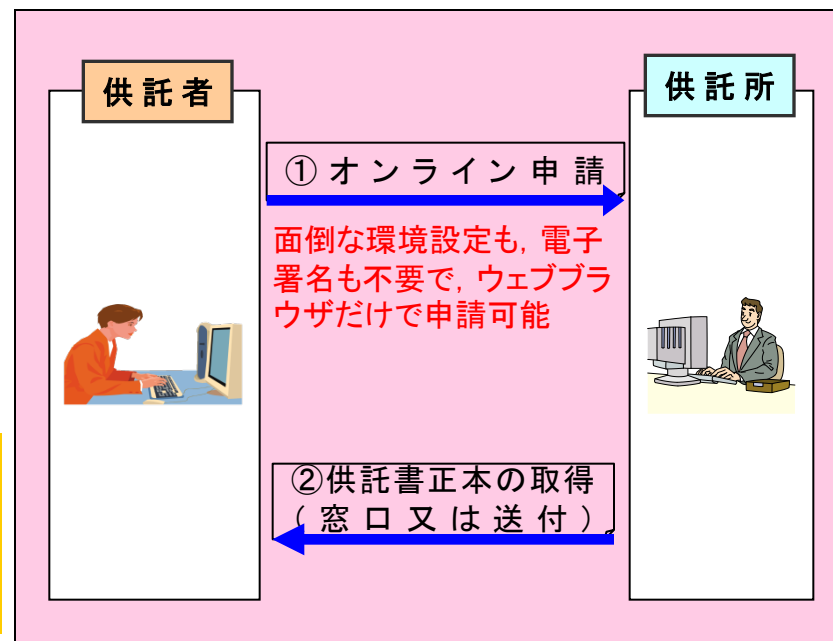 供託者
供託所
①オンライン申請
面倒な環境設定も，電子
署名も不要で，ウェブブラ
ウザだけで申請可能
②供託書正本の取得
（窓口又は送付）